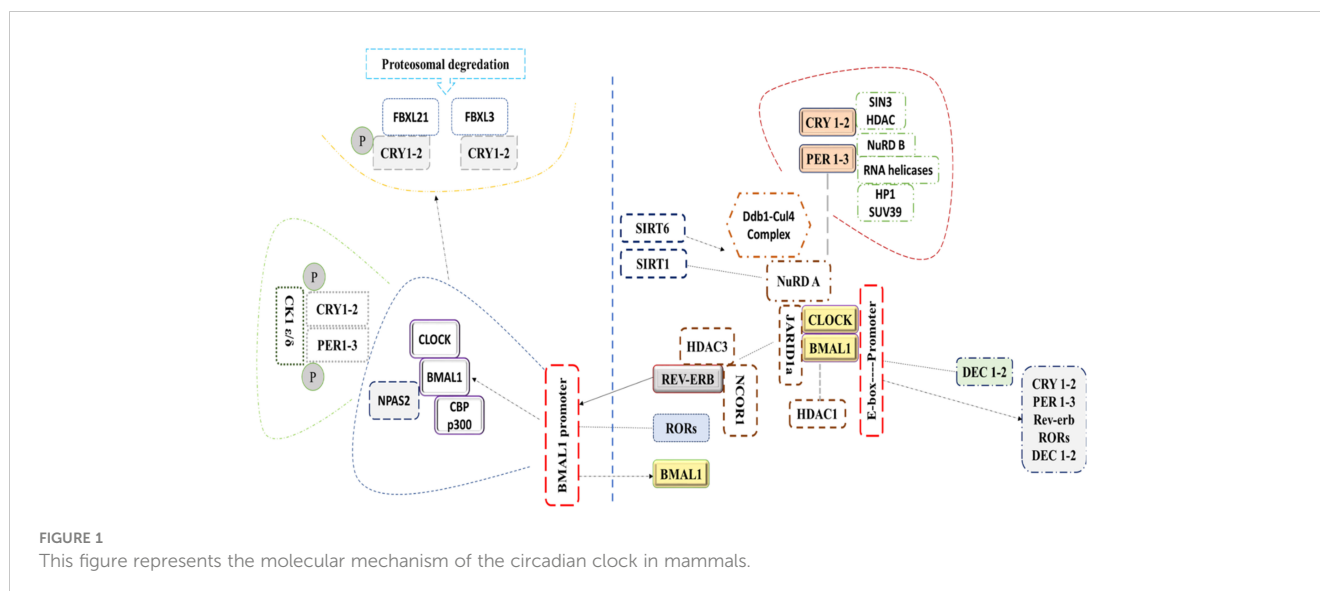 Proteosomal degredation
FBXL21
FBXL3
P
CRY1-2
CRY1-2
P
CK1 ε/δ
CRY1-2
PER1-3
P
CLOCK
BMAL1
NPAS2
CBP
p300
BMAL1 promoter
CRY 1-2
PER 1-3
SIN3
HDAC
NuRD B
RNA helicases
HP1
SUV39
Ddb1-Cul4
Complex
SIRT6
SIRT1
NuRD A
JARID1a
CLOCK
BMAL1
E-box----Promoter
HDAC3
REV-ERB
NCOR1
HDAC1
RORs
BMAL1
DEC 1-2
CRY 1-2
PER 1-3
Rev-erb
RORs
DEC 1-2
FIGURE 1
This figure represents the molecular mechanism of the circadian clock in mammals.